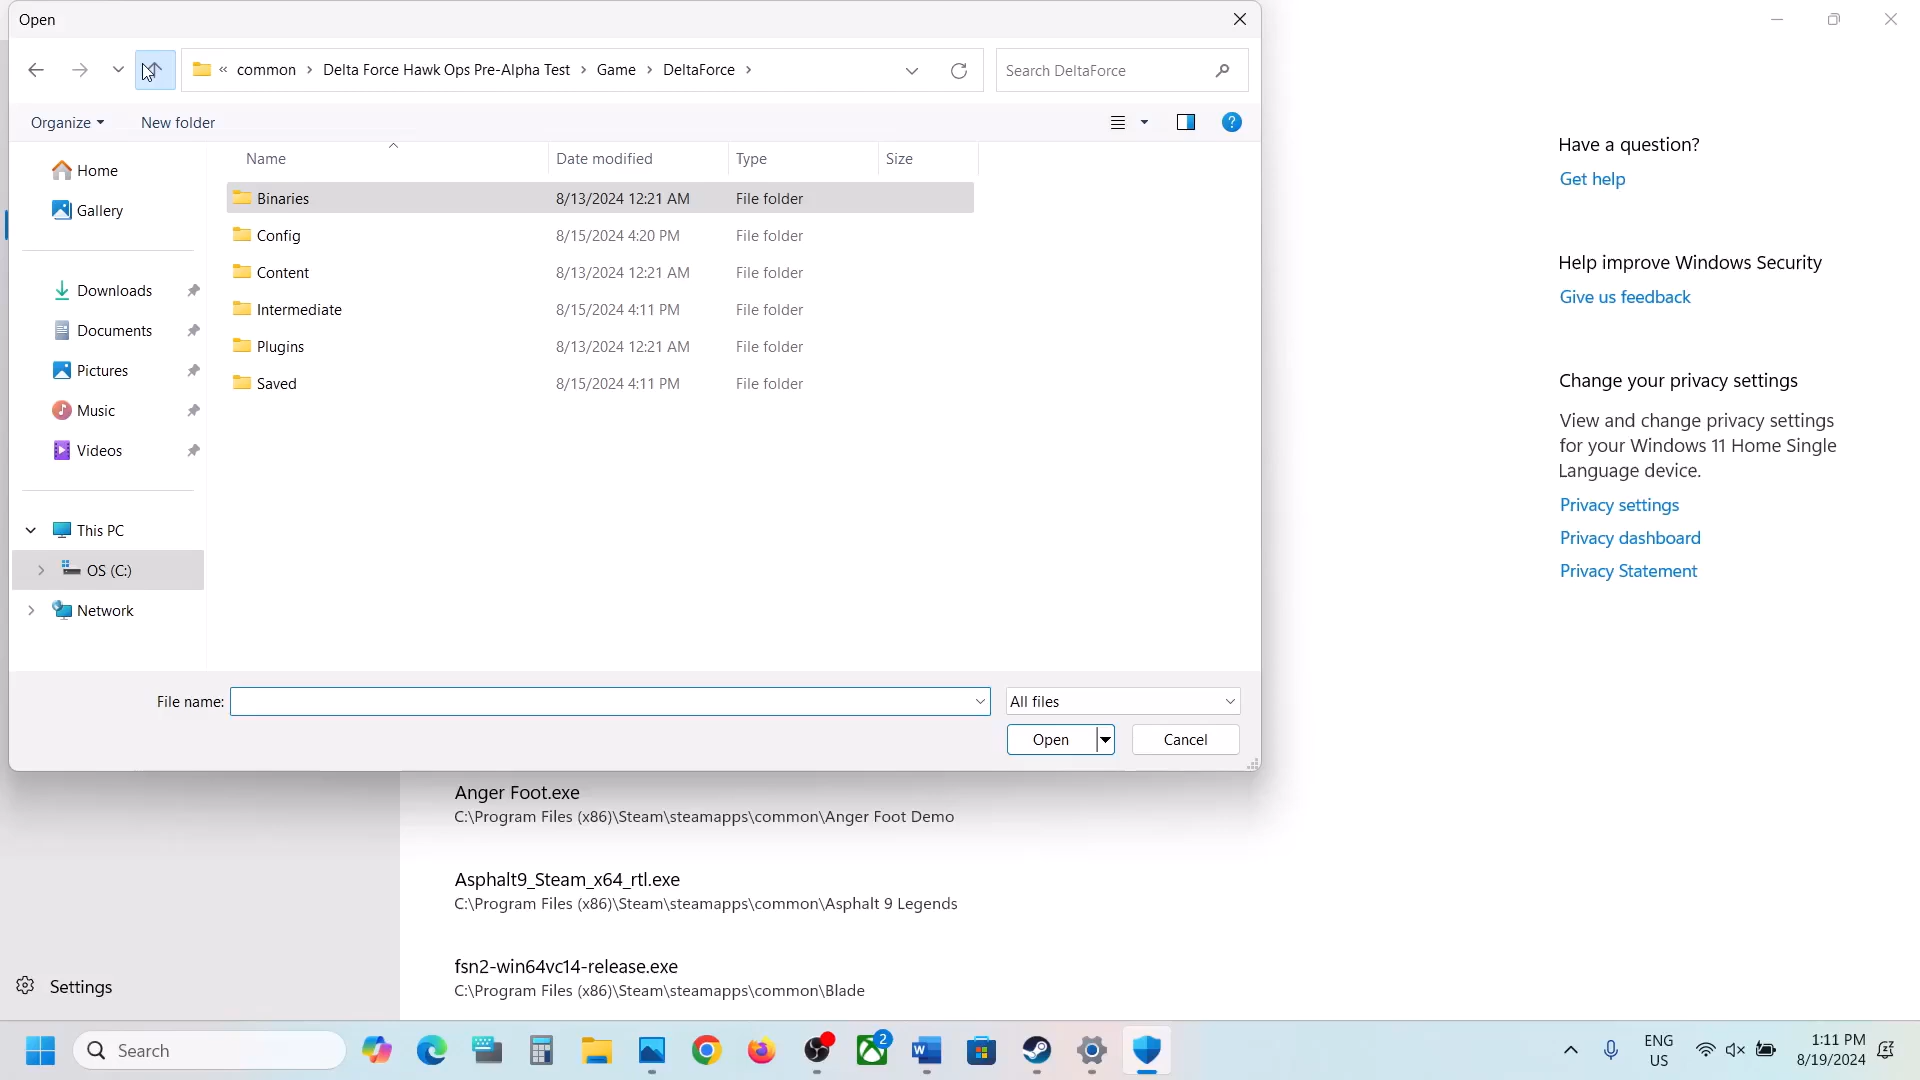 Open
« common > Delta Force Hawk Ops Pre-Alpha Test > Game > DeltaForce >
Search DeltaForce
Organize
New folder
Name
Date modified
Type
Size
Home
Gallery
Downloads
Documents
Pictures
Music
Videos
This PC
OS (C:)
Network
Binaries 8/13/2024 12:21 AM File folder
Config 8/15/2024 4:20 PM File folder
Content 8/13/2024 12:21 AM File folder
Intermediate 8/15/2024 4:11 PM File folder
Plugins 8/13/2024 12:21 AM File folder
Saved 8/15/2024 4:11 PM File folder
File name:
All files
Open
Cancel
Have a question?
Get help
Help improve Windows Security
Give us feedback
Change your privacy settings
View and change privacy settings
for your Windows 11 Home Single
Language device.
Privacy settings
Privacy dashboard
Privacy Statement
Anger Foot.exe
C:\Program Files (x86)\Steam\steamapps\common\Anger Foot Demo
Asphalt9_Steam_x64_rtl.exe
C:\Program Files (x86)\Steam\steamapps\common\Asphalt 9 Legends
fsn2-win64vc14-release.exe
C:\Program Files (x86)\Steam\steamapps\common\Blade
Settings
Search
2
ENG
US
1:11 PM
8/19/2024